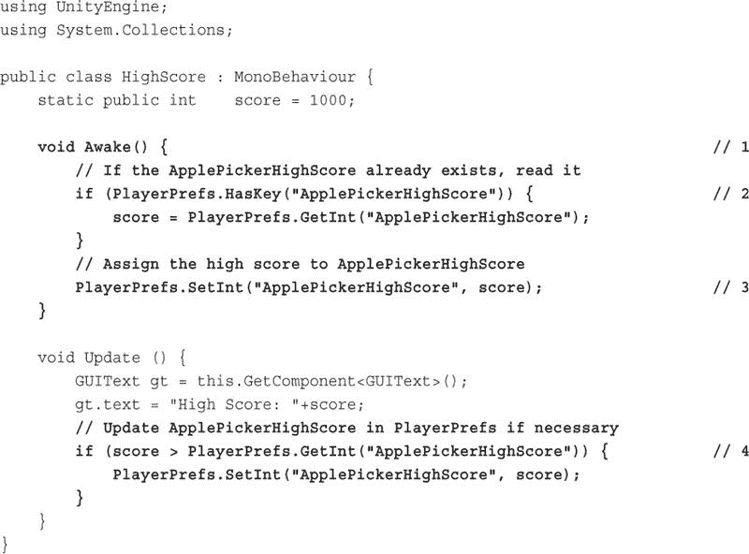 using UnityEngine;
using System.Collections;

public class HighScore : MonoBehaviour {
    static public int    score = 1000;

    void Awake() {                                                          // 1
        // If the ApplePickerHighScore already exists, read it
        if (PlayerPrefs.HasKey("ApplePickerHighScore")) {                   // 2
            score = PlayerPrefs.GetInt("ApplePickerHighScore");
        }
        // Assign the high score to ApplePickerHighScore
        PlayerPrefs.SetInt("ApplePickerHighScore", score);                  // 3
    }

    void Update () {
        GUIText gt = this.GetComponent<GUIText>();
        gt.text = "High Score: "+score;
        // Update ApplePickerHighScore in PlayerPrefs if necessary
        if (score > PlayerPrefs.GetInt("ApplePickerHighScore")) {           // 4
            PlayerPrefs.SetInt("ApplePickerHighScore", score);
        }
    }
}